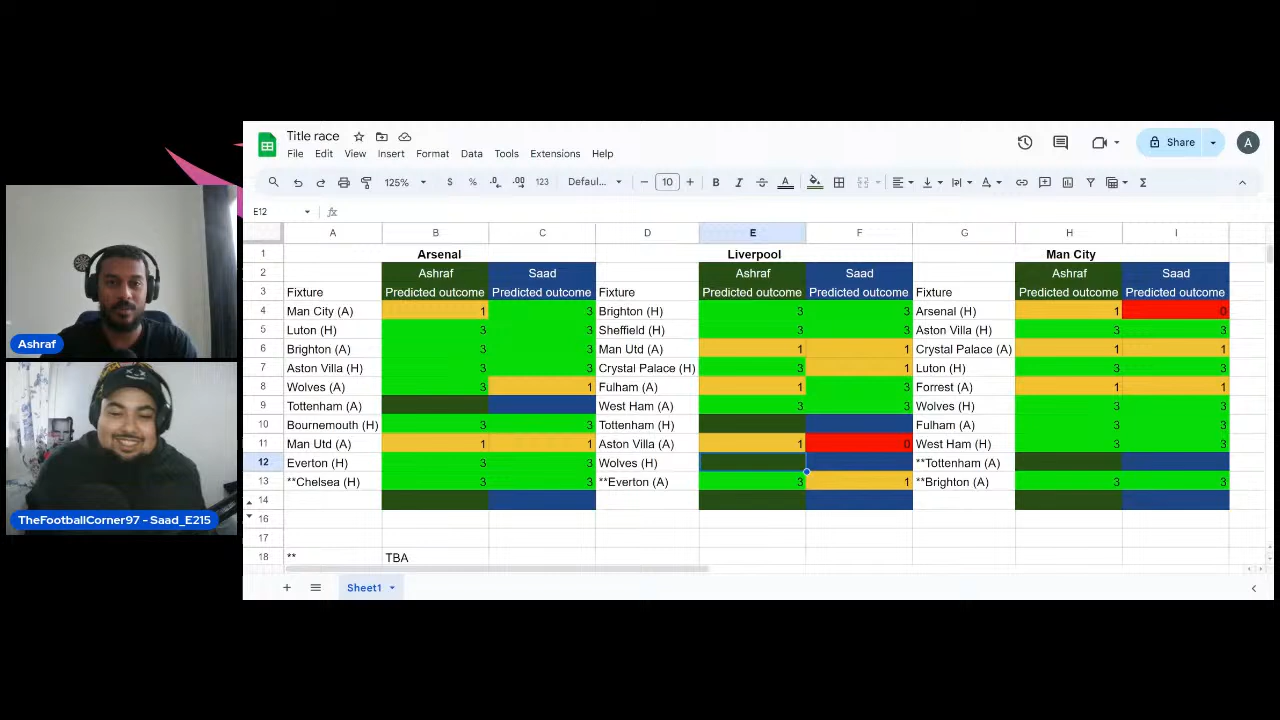 Title race
File Edit View Insert Format Data Tools Extensions Help
Share
A
125% $ % .0 .00 123 Defaul... 10 B I A
E12 fx
A B C D E F G H I
1 Arsenal Liverpool Man City
2 Ashraf Saad Ashraf Saad Ashraf Saad
3 Fixture Predicted outcome Predicted outcome Fixture Predicted outcome Predicted outcome Fixture Predicted outcome Predicted outcome
4 Man City (A) 1 3 Brighton (H) 3 3 Arsenal (H) 1 0
5 Luton (H) 3 3 Sheffield (H) 3 3 Aston Villa (H) 3 3
6 Brighton (A) 3 3 Man Utd (A) 1 1 Crystal Palace (A) 1 1
7 Aston Villa (H) 3 3 Crystal Palace (H) 3 1 Luton (H) 3 3
8 Wolves (A) 3 1 Fulham (A) 1 3 Forrest (A) 1 1
9 Tottenham (A) West Ham (A) 3 3 Wolves (H) 3 3
10 Bournemouth (H) 3 3 Tottenham (H) Fulham (A) 3 3
11 Man Utd (A) 1 1 Aston Villa (A) 1 0 West Ham (H) 3 3
12 Everton (H) 3 3 Wolves (H) **Tottenham (A)
13 **Chelsea (H) 3 3 **Everton (A) 3 1 **Brighton (A) 3 3
14
16
17
18 ** TBA
Sheet1
Ashraf
TheFootballCorner97 - Saad_E215